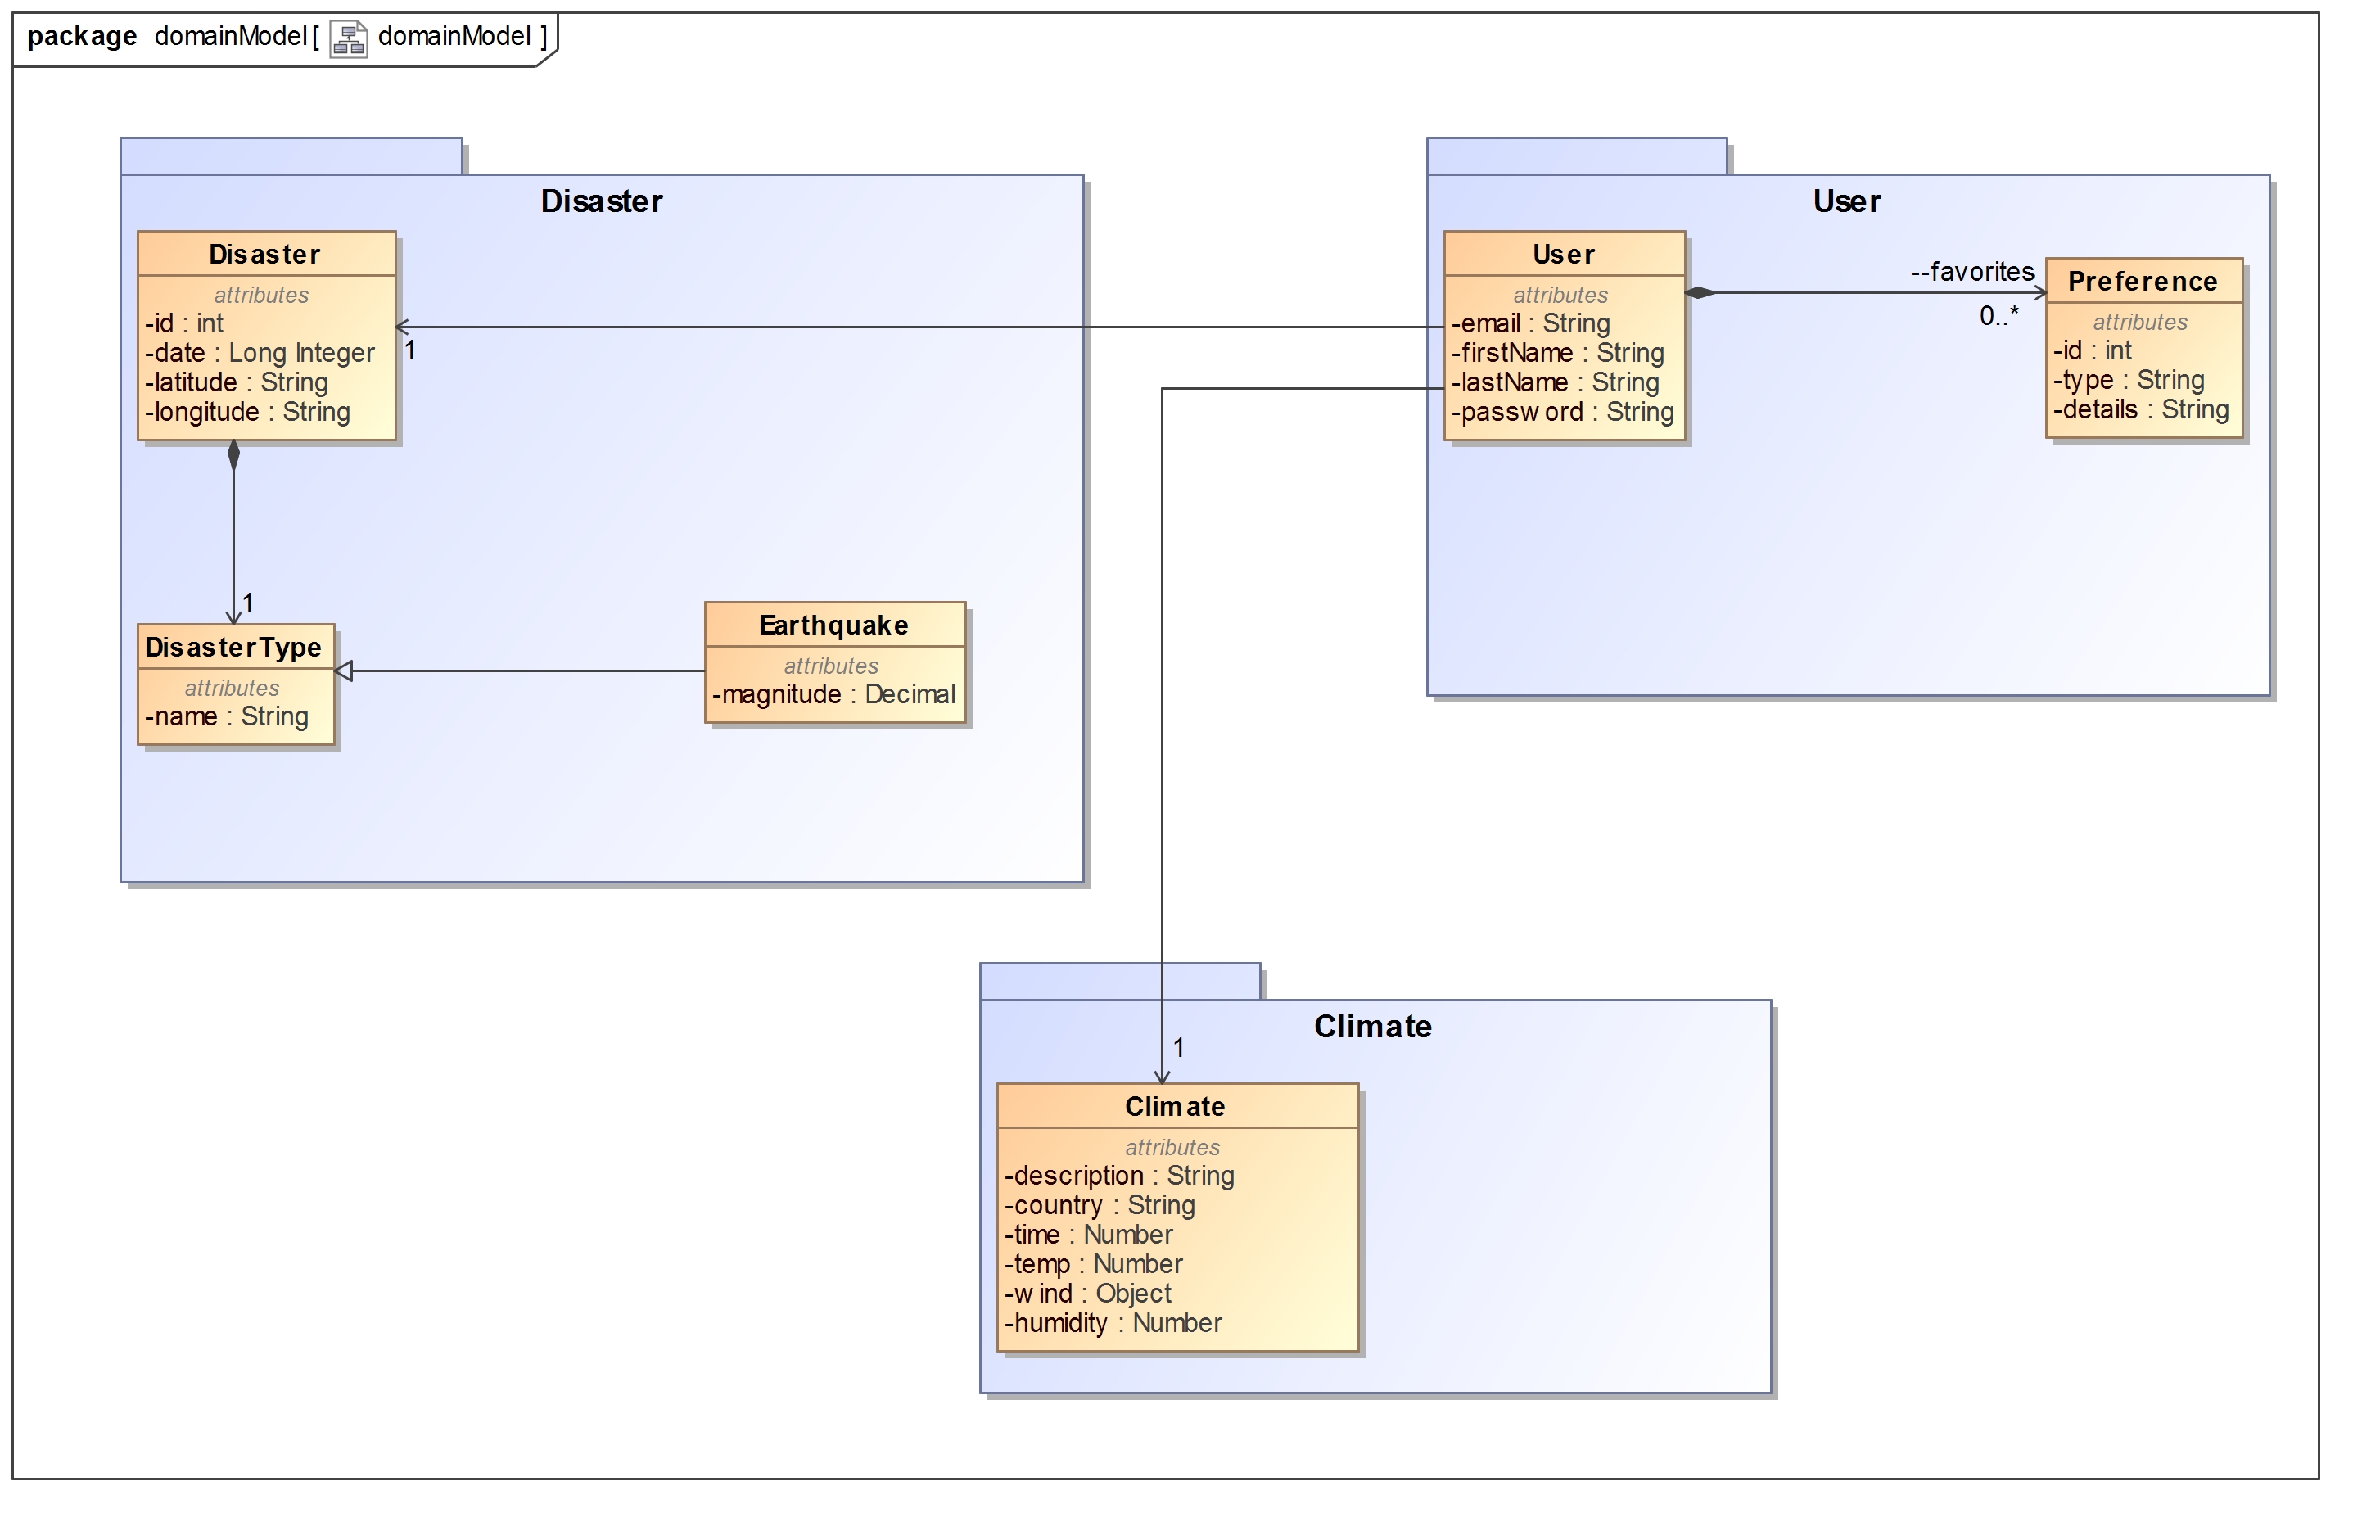 package domainModel[ domainModel ]
Disaster
Disaster
attributes
-id : int
-date : Long Integer
-latitude : String
-longitude : String
1
1
DisasterType
attributes
-name : String
Earthquake
attributes
-magnitude : Decimal
User
User
attributes
-email : String
-firstName : String
-lastName : String
-password : String
--favorites
0..*
Preference
attributes
-id : int
-type : String
-details : String
Climate
1
Climate
attributes
-description : String
-country : String
-time : Number
-temp : Number
-wind : Object
-humidity : Number